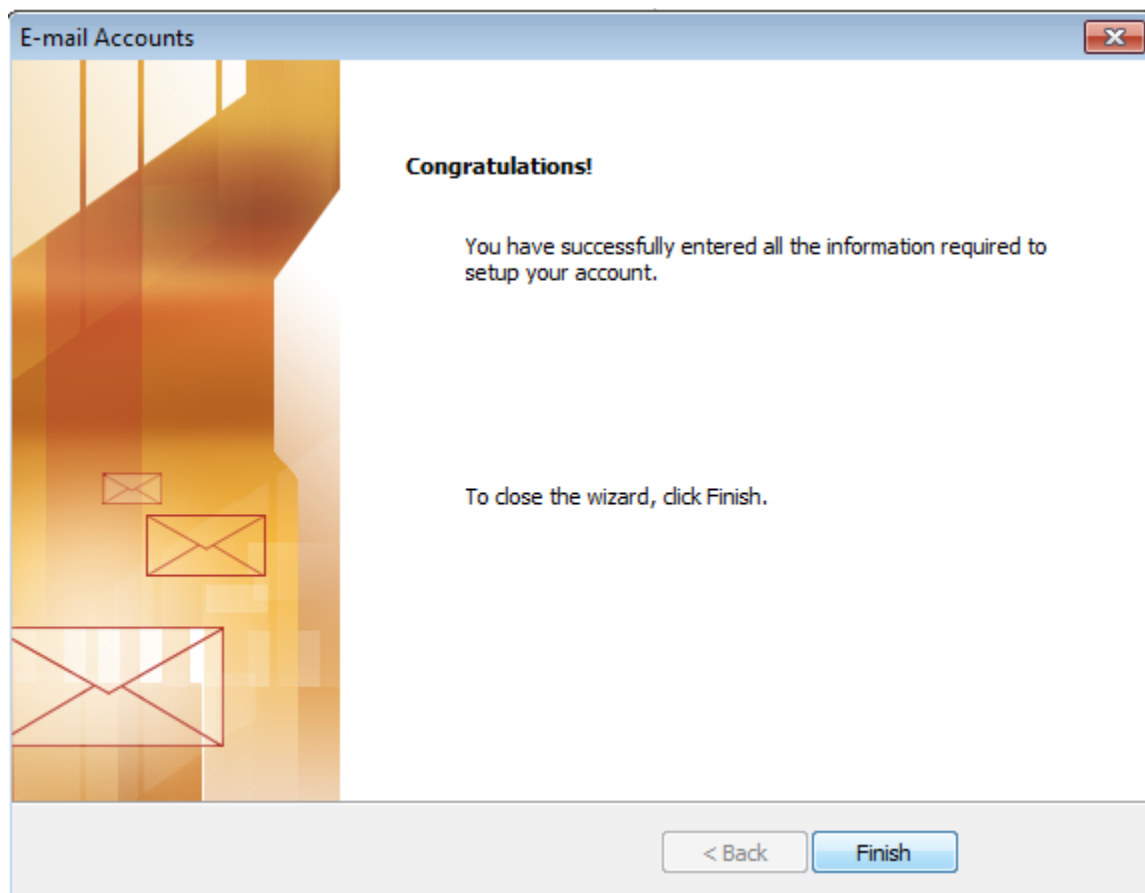 E-mail Accounts
Congratulations!
You have successfully entered all the information required to
setup your account.
To close the wizard, click Finish.
< Back
Finish